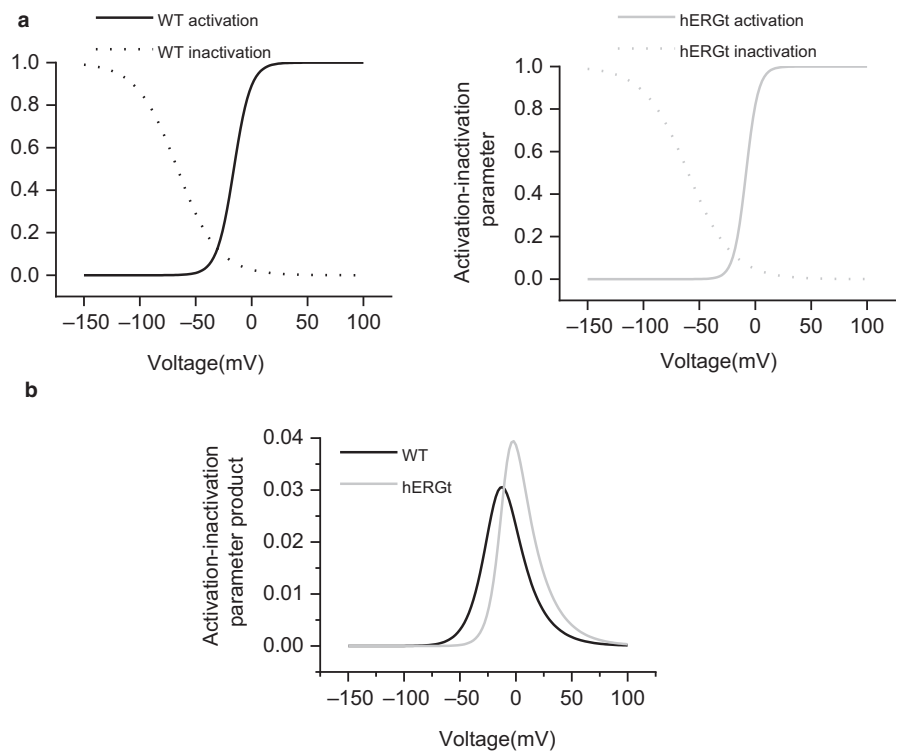 a
WT activation
WT inactivation
1.0
0.8
0.6
0.4
0.2
0.0
–150 –100 –50 0 50 100
Voltage(mV)
hERGt activation
hERGt inactivation
Activation-inactivation
parameter
1.0
0.8
0.6
0.4
0.2
0.0
–150 –100 –50 0 50 100
Voltage(mV)
b
Activation-inactivation
parameter product
0.04
0.03
0.02
0.01
0.00
WT
hERGt
–150 –100 –50 0 50 100
Voltage(mV)